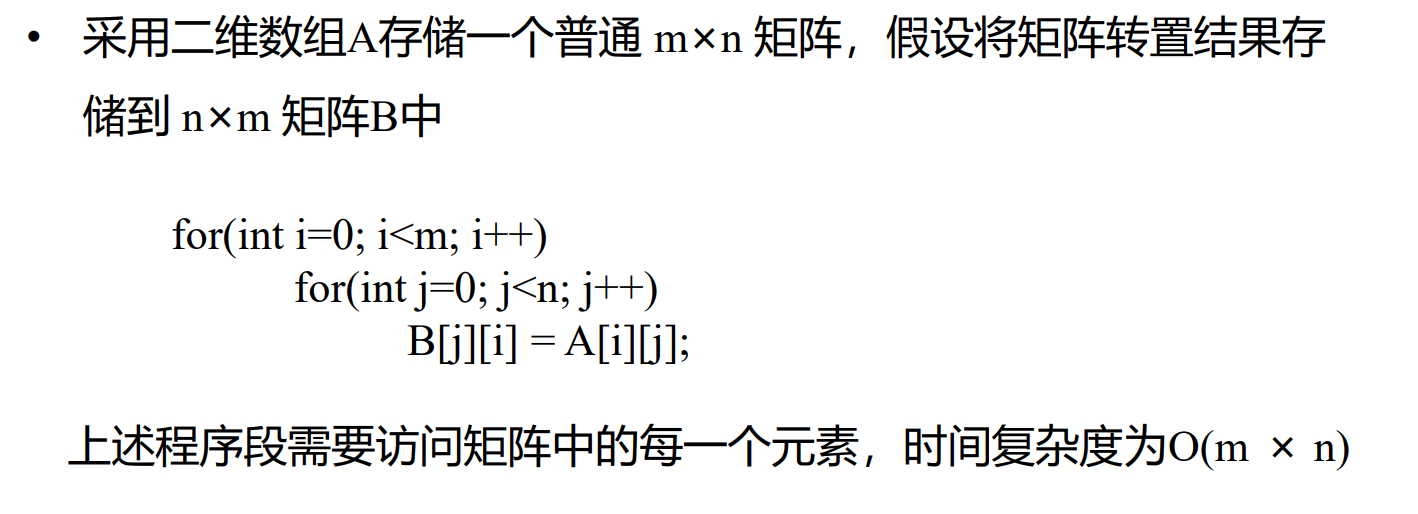 • 采用二维数组A存储一个普通 m×n 矩阵，假设将矩阵转置结果存
储到 n×m 矩阵B中
for(int i=0; i<m; i++)
for(int j=0; j<n; j++)
B[j][i] = A[i][j];
上述程序段需要访问矩阵中的每一个元素，时间复杂度为O(m × n)